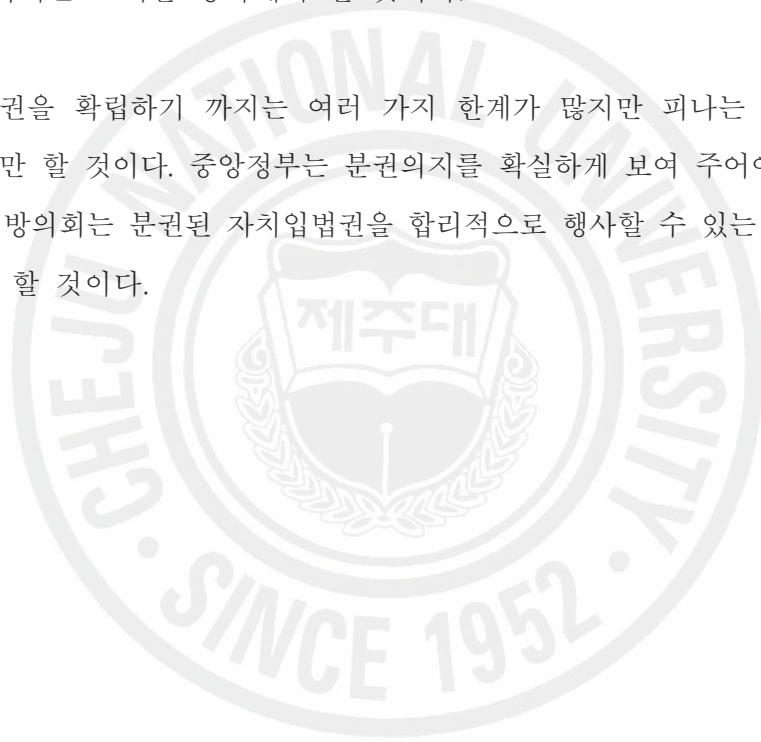 권을 확립하기 까지는 여러 가지 한계가 많지만 피나는
만 할 것이다. 중앙정부는 분권의지를 확실하게 보여 주어야
방의회는 분권된 자치입법권을 합리적으로 행사할 수 있는
할 것이다.
CHEJU NATIONAL UNIVERSITY
제주대
SINCE 1952